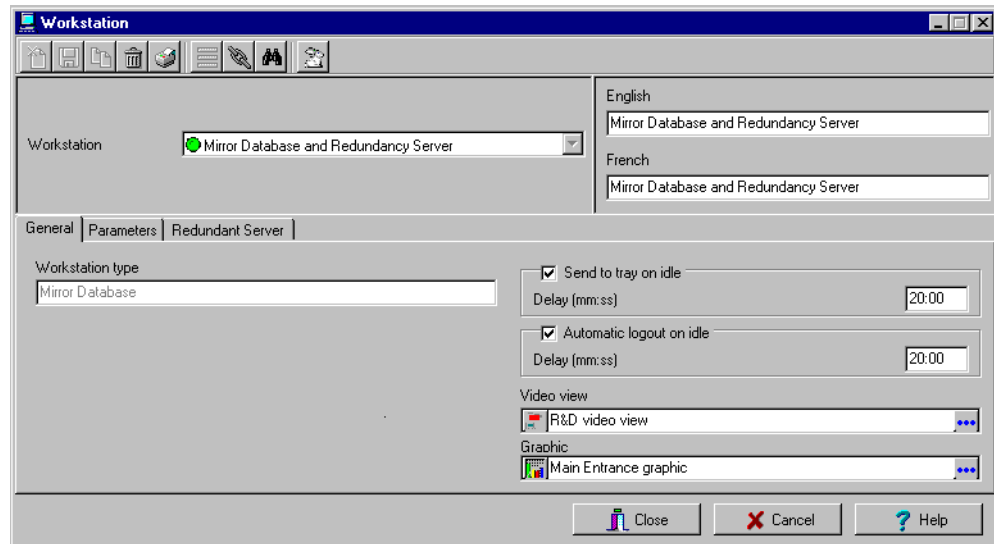 Workstation
English
Mirror Database and Redundancy Server
Workstation
Mirror Database and Redundancy Server
French
Mirror Database and Redundancy Server
General
Parameters
Redundant Server
Workstation type
Mirror Database
Send to tray on idle
Delay (mm:ss)
20:00
Automatic logout on idle
Delay (mm:ss)
20:00
Video view
R&D video view
Graphic
Main Entrance graphic
Close
Cancel
Help